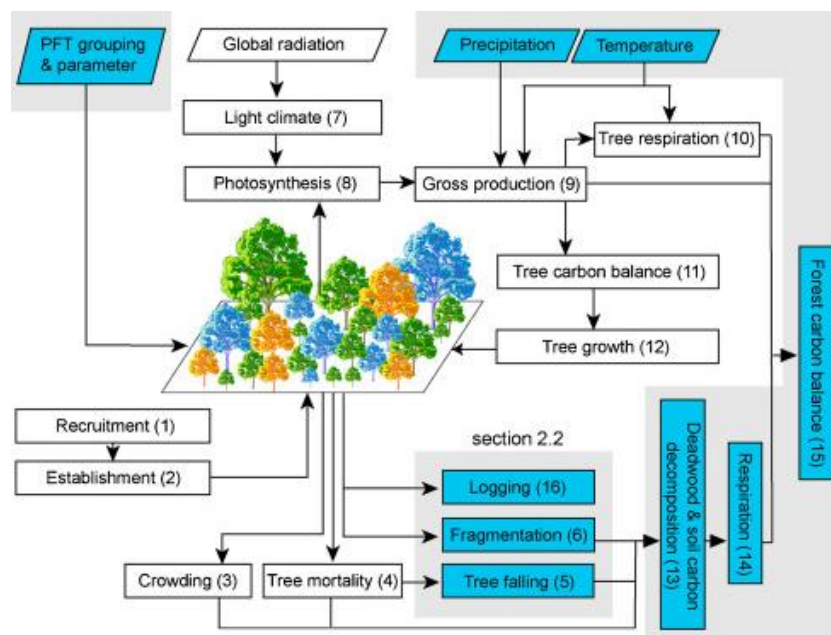 PFT grouping
& parameter
Global radiation
Precipitation
Temperature
Light climate (7)
Tree respiration (10)
Photosynthesis (8)
Gross production (9)
Tree carbon balance (11)
Tree growth (12)
Forest carbon balance (15)
Recruitment (1)
Establishment (2)
section 2.2
Logging (16)
Fragmentation (6)
Tree falling (5)
Crowding (3)
Tree mortality (4)
Deadwood & soil carbon
decomposition (13)
Respiration (14)